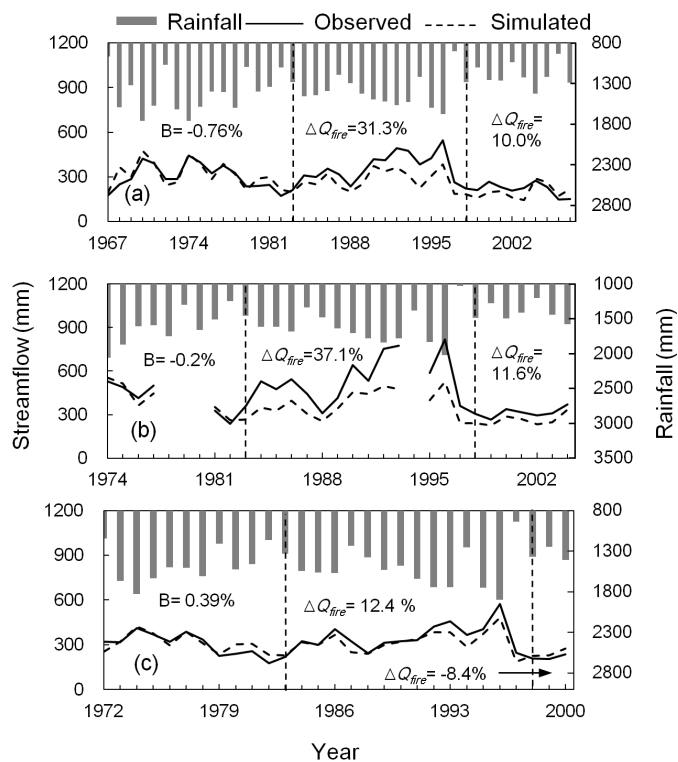 Rainfall Observed Simulated
1200 800
900 1300
600 1800
300 2300
0 2800
B= -0.76%
ΔQfire=31.3%
ΔQfire=
10.0%
(a)
1967 1974 1981 1988 1995 2002
1200 1000
900 1500
2000
600 2500
300 3000
0 3500
B= -0.2%
ΔQfire=37.1%
ΔQfire=
11.6%
(b)
1974 1981 1988 1995 2002
Streamflow (mm)
Rainfall (mm)
1200 800
900 1300
600 1800
300 2300
0 2800
B= 0.39%
ΔQfire= 12.4 %
ΔQfire= -8.4%
(c)
1972 1979 1986 1993 2000
Year